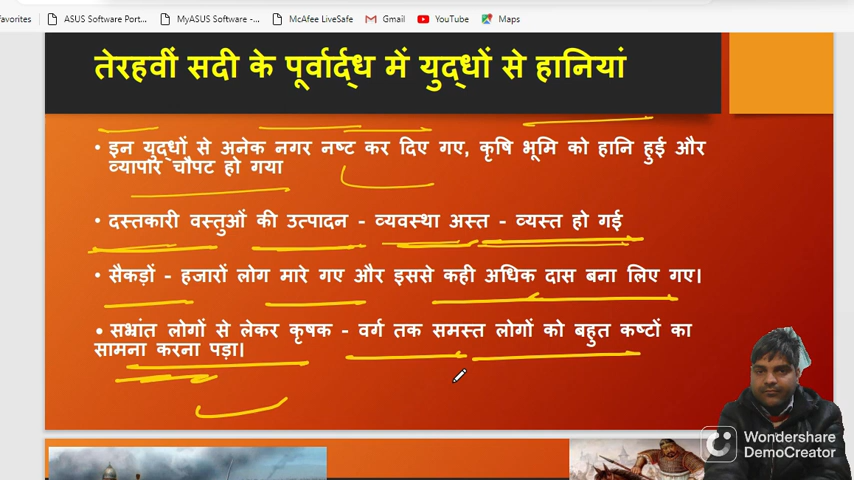 avorites
ASUS Software Port...
MyASUS Software -...
McAfee LiveSafe
Gmail
YouTube
Maps
तेरहवीं सदी के पूर्वार्द्ध में युद्धों से हानियां
• इन युद्धों से अनेक नगर नष्ट कर दिए गए, कृषि भूमि को हानि हुई और
व्यापार चौपट हो गया
• दस्तकारी वस्तुओं की उत्पादन - व्यवस्था अस्त - व्यस्त हो गई
• सैकड़ों - हजारों लोग मारे गए और इससे कही अधिक दास बना लिए गए।
• सभ्रांत लोगों से लेकर कृषक - वर्ग तक समस्त लोगों को बहुत कष्टों का
सामना करना पड़ा।
Wondershare
DemoCreator